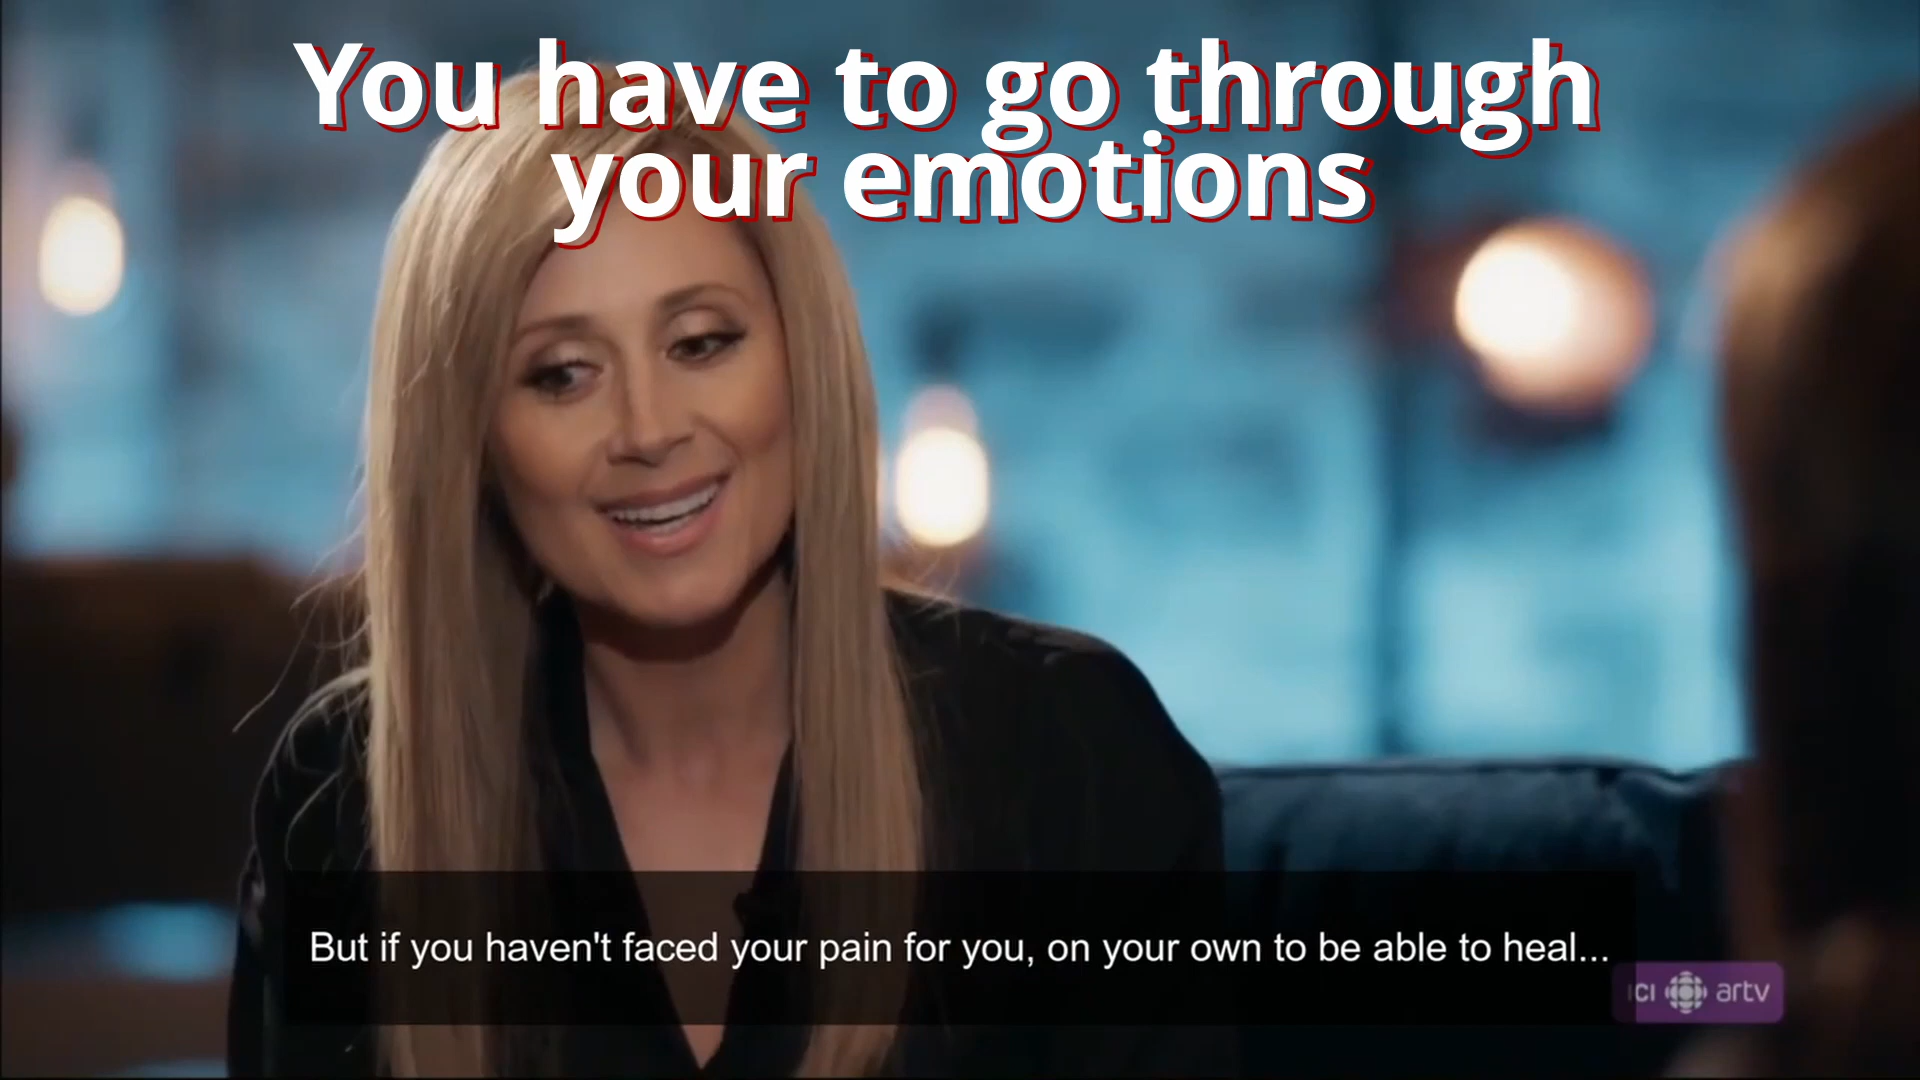 You have to go through
your emotions
But if you haven't faced your pain for you, on your own to be able to heal...
ICI artv